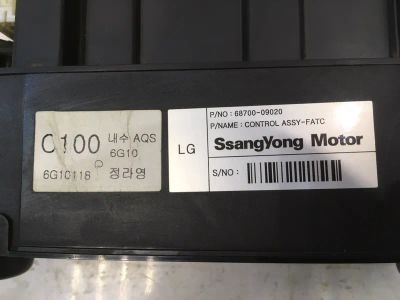 C100 내수 AQS
6G10
6G10118 정라영
LG
P/NO : 68700-09020
P/NAME : CONTROL ASSY-FATC
SsangYong Motor
S/NO :